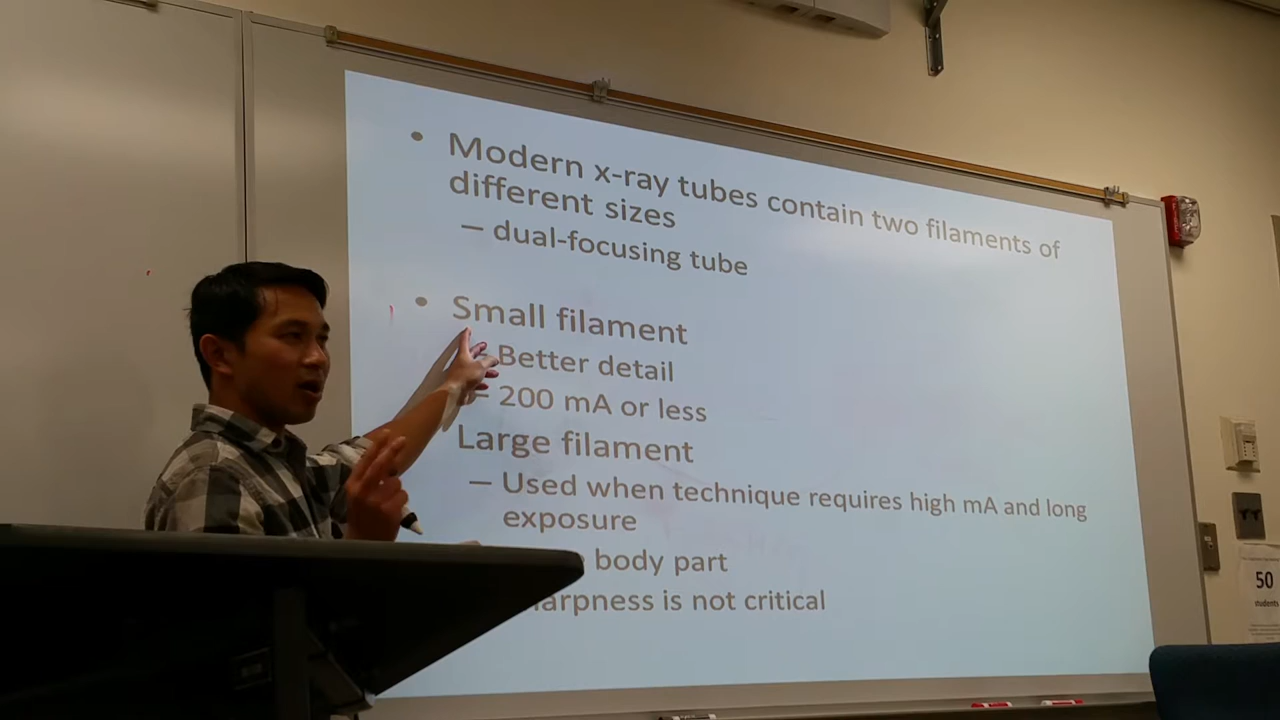 • Modern x-ray tubes contain two filaments of
different sizes
– dual-focusing tube
• Small filament
Better detail
– 200 mA or less
Large filament
– Used when technique requires high mA and long
exposure
body part
is not critical
50
students